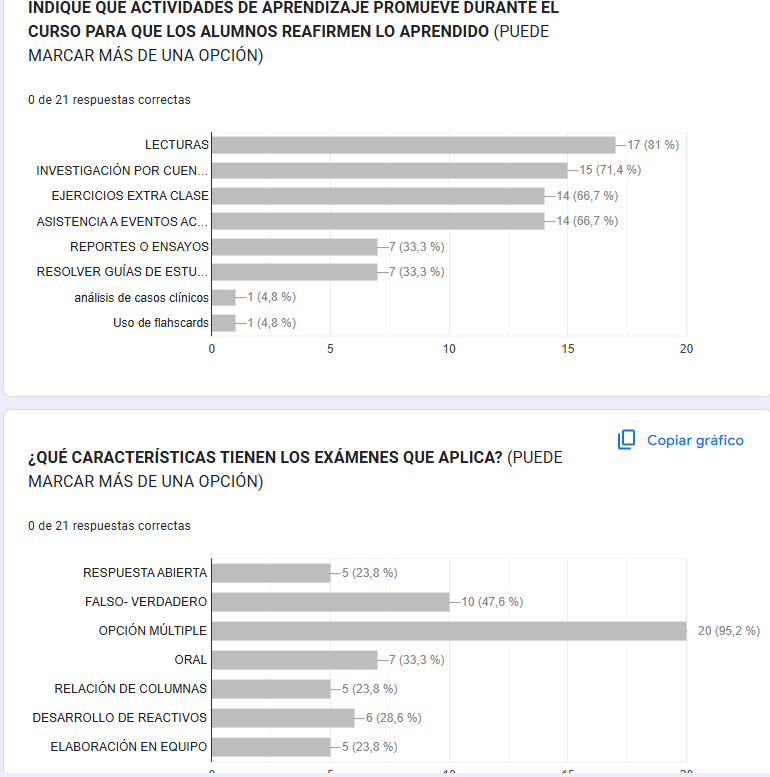 INDIQUE QUÉ ACTIVIDADES DE APRENDIZAJE PROMUEVE DURANTE EL
CURSO PARA QUE LOS ALUMNOS REAFIRMEN LO APRENDIDO (PUEDE
MARCAR MÁS DE UNA OPCIÓN)
0 de 21 respuestas correctas
LECTURAS 17 (81 %)
INVESTIGACIÓN POR CUEN... 15 (71,4 %)
EJERCICIOS EXTRA CLASE 14 (66,7 %)
ASISTENCIA A EVENTOS AC... 14 (66,7 %)
REPORTES O ENSAYOS 7 (33,3 %)
RESOLVER GUÍAS DE ESTU... 7 (33,3 %)
análisis de casos clínicos 1 (4,8 %)
Uso de flahscards 1 (4,8 %)
0 5 10 15 20
Copiar gráfico
¿QUÉ CARACTERÍSTICAS TIENEN LOS EXÁMENES QUE APLICA? (PUEDE
MARCAR MÁS DE UNA OPCIÓN)
0 de 21 respuestas correctas
RESPUESTA ABIERTA 5 (23,8 %)
FALSO- VERDADERO 10 (47,6 %)
OPCIÓN MÚLTIPLE 20 (95,2 %)
ORAL 7 (33,3 %)
RELACIÓN DE COLUMNAS 5 (23,8 %)
DESARROLLO DE REACTIVOS 6 (28,6 %)
ELABORACIÓN EN EQUIPO 5 (23,8 %)